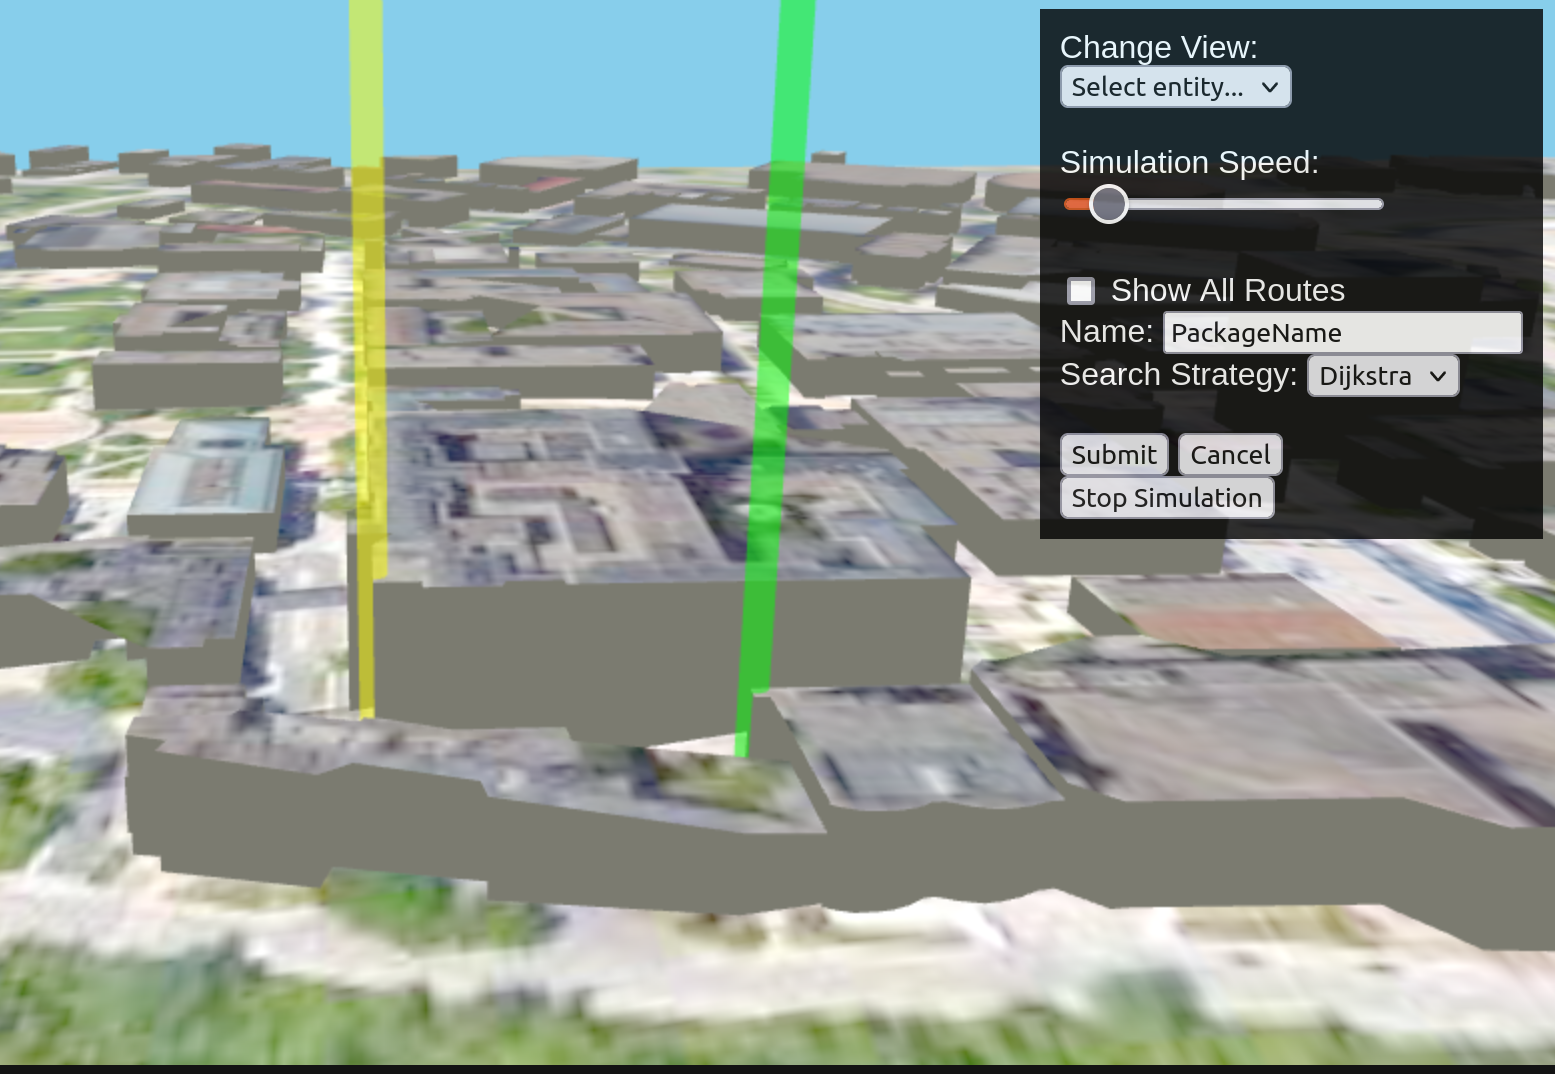 Change View:
Select entity...
Simulation Speed:
Show All Routes
Name: PackageName
Search Strategy: Dijkstra
Submit Cancel
Stop Simulation